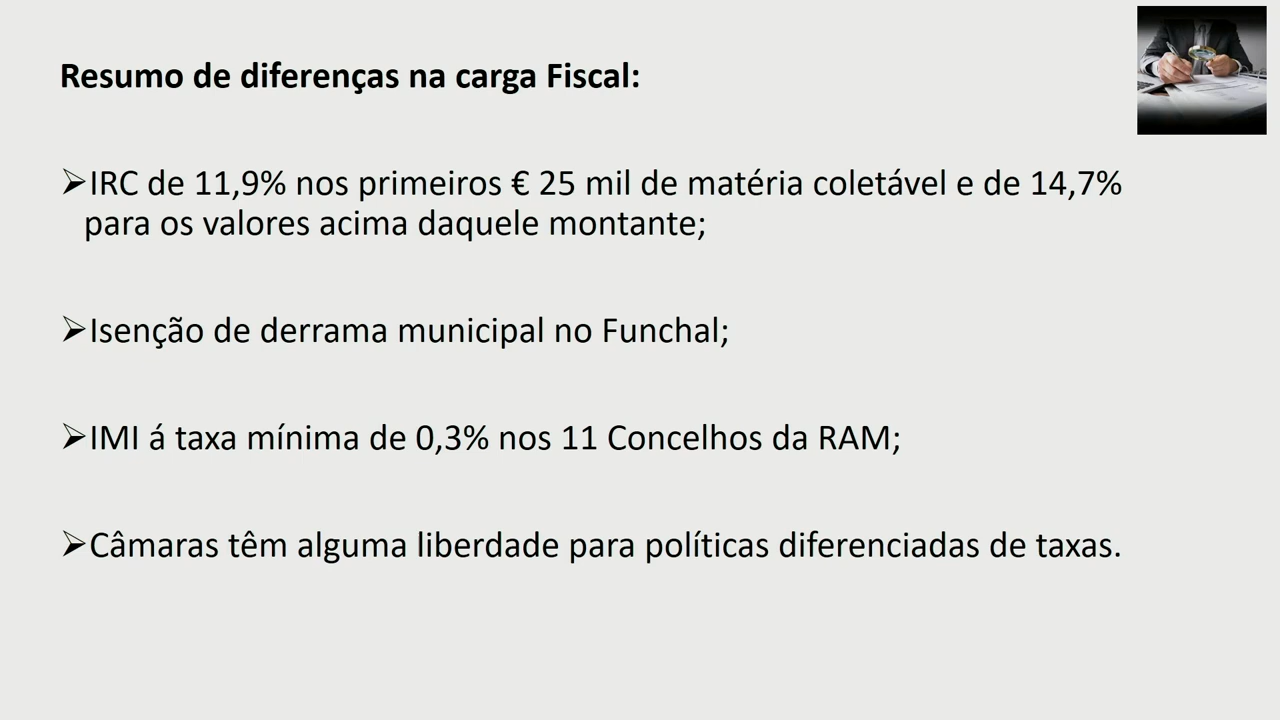 Resumo de diferenças na carga Fiscal:
➢IRC de 11,9% nos primeiros € 25 mil de matéria coletável e de 14,7%
para os valores acima daquele montante;
➢Isenção de derrama municipal no Funchal;
➢IMI á taxa mínima de 0,3% nos 11 Concelhos da RAM;
➢Câmaras têm alguma liberdade para políticas diferenciadas de taxas.